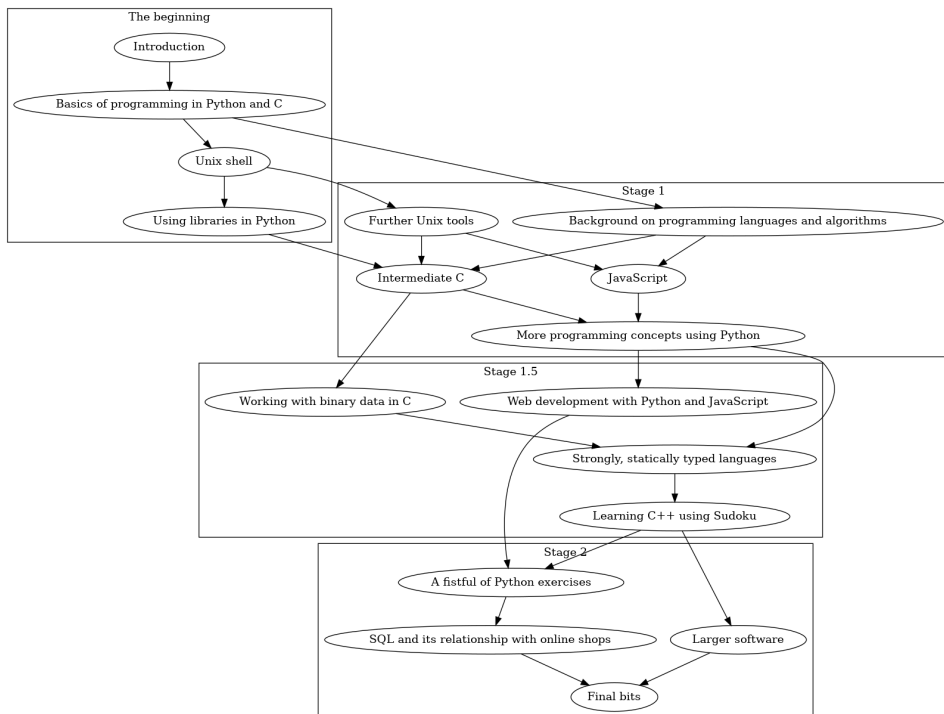 The beginning
Introduction
Basics of programming in Python and C
Unix shell
Using libraries in Python
Stage 1
Further Unix tools
Background on programming languages and algorithms
Intermediate C
JavaScript
More programming concepts using Python
Stage 1.5
Working with binary data in C
Web development with Python and JavaScript
Strongly, statically typed languages
Learning C++ using Sudoku
Stage 2
A fistful of Python exercises
SQL and its relationship with online shops
Larger software
Final bits